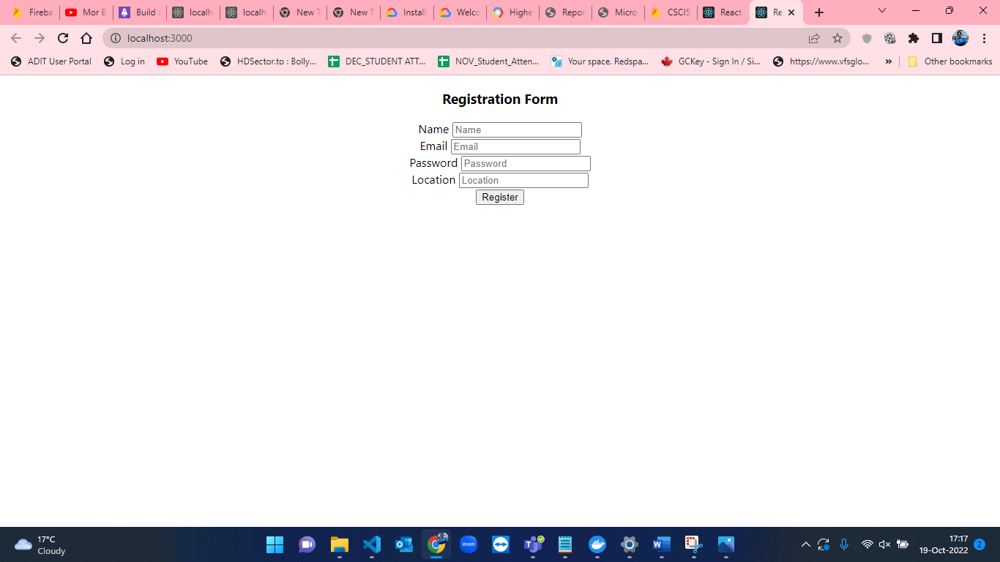 Fireba
Mor B
Build a
localh
localh
New T
New T
Install
Welco
Highe
Repor
Micro
CSCI5
React
Re
localhost:3000
ADIT User Portal
Log in
YouTube
HDSector.to : Bolly...
DEC_STUDENT ATT...
NOV_Student_Atten...
Your space. Redspa...
GCKey - Sign In / Si...
https://www.vfsglo...
»
Other bookmarks
Registration Form
Name Name
Email Email
Password Password
Location Location
Register
17°C
Cloudy
zoom
17:17
19-Oct-2022
2